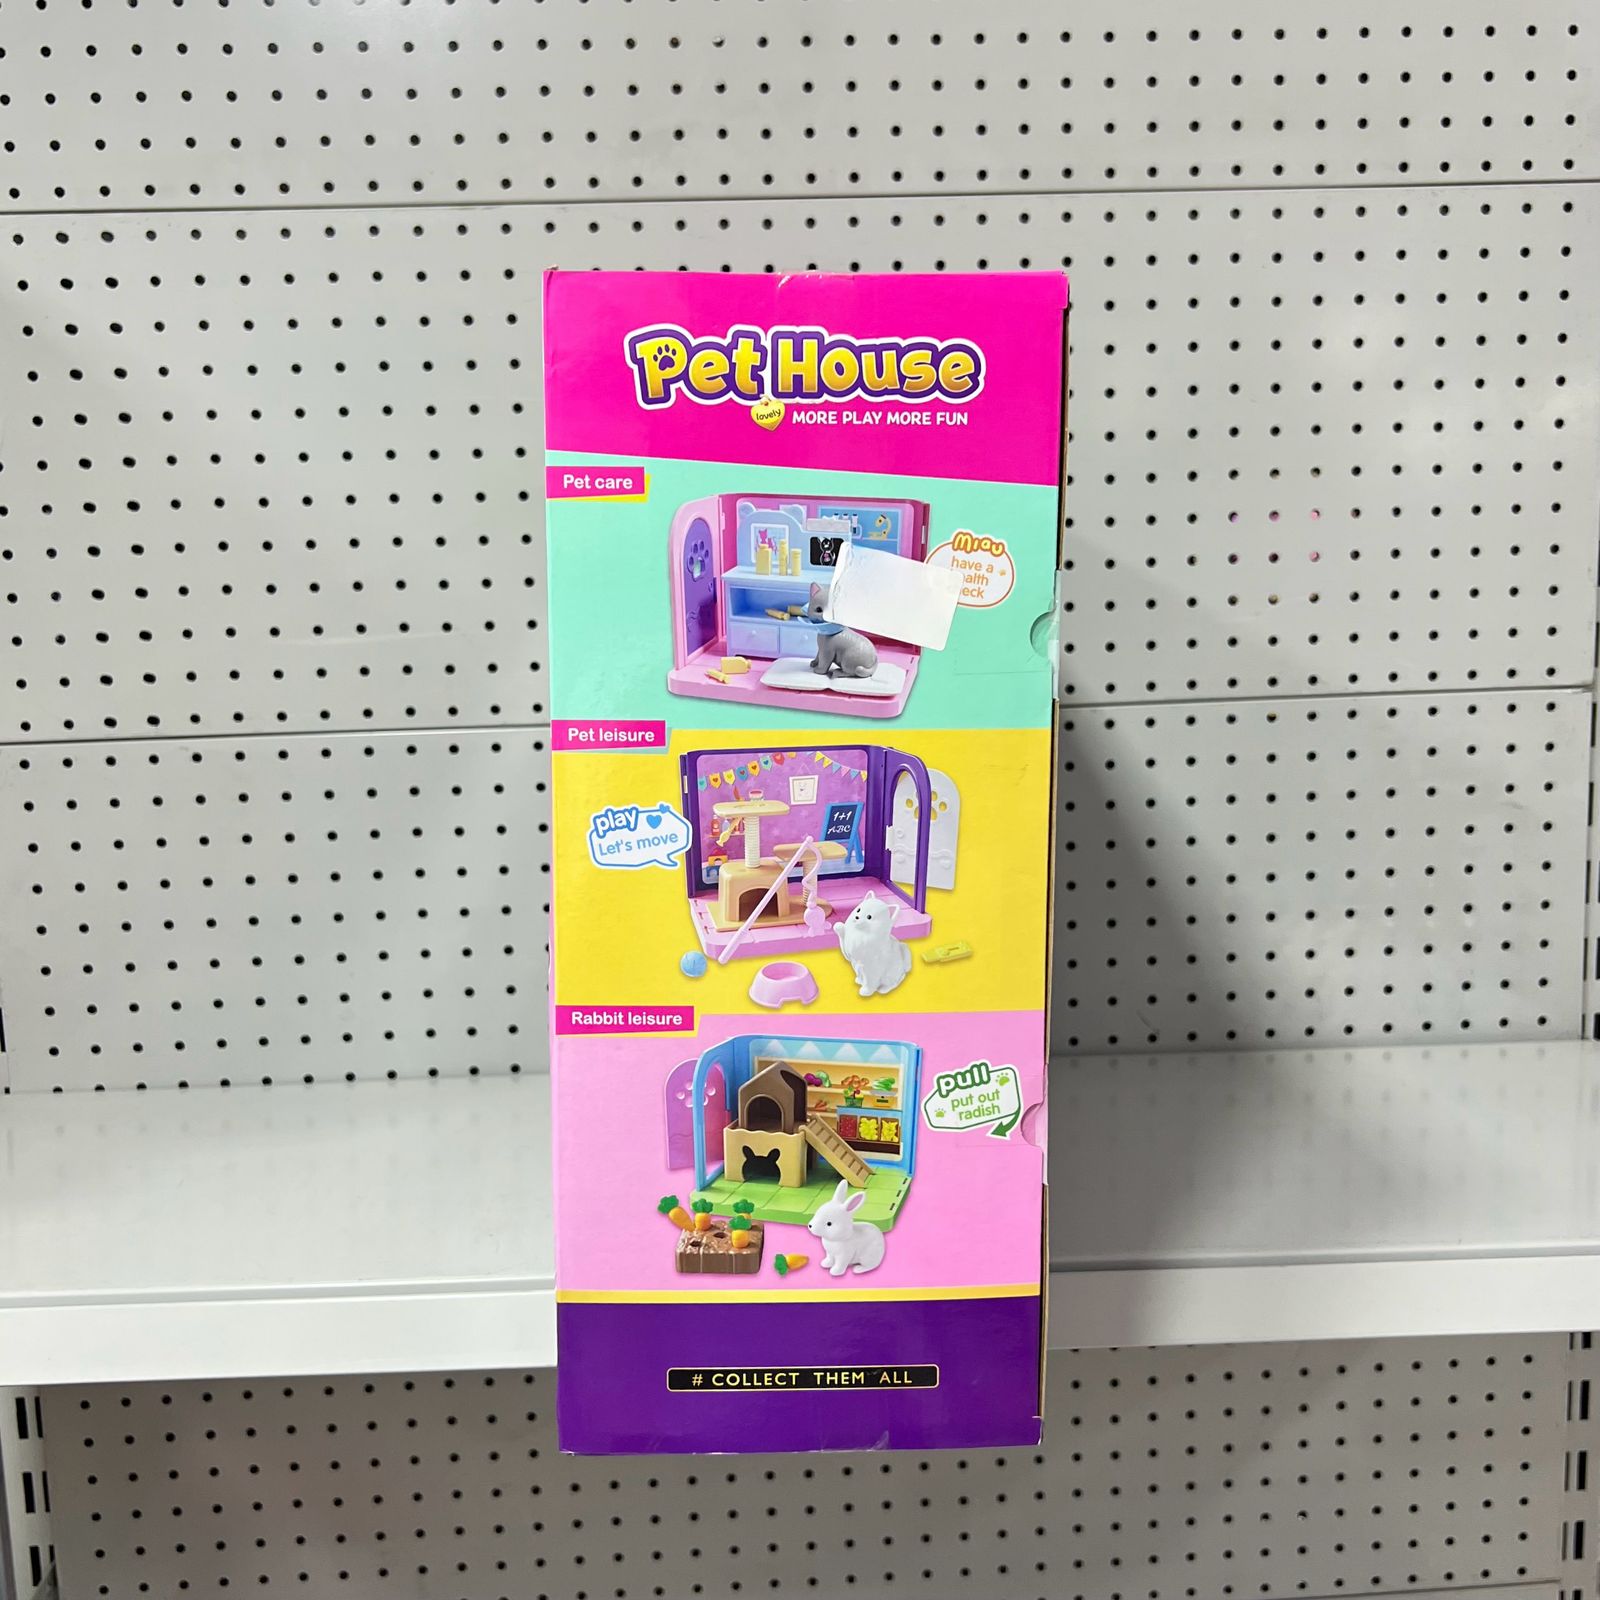 Pet House
lovely
MORE PLAY MORE FUN
Pet care
Miau
have a
Pet leisure
1+1
ABC
play
Let's move
Rabbit leisure
pull
put out
radish
# COLLECT THEM ALL